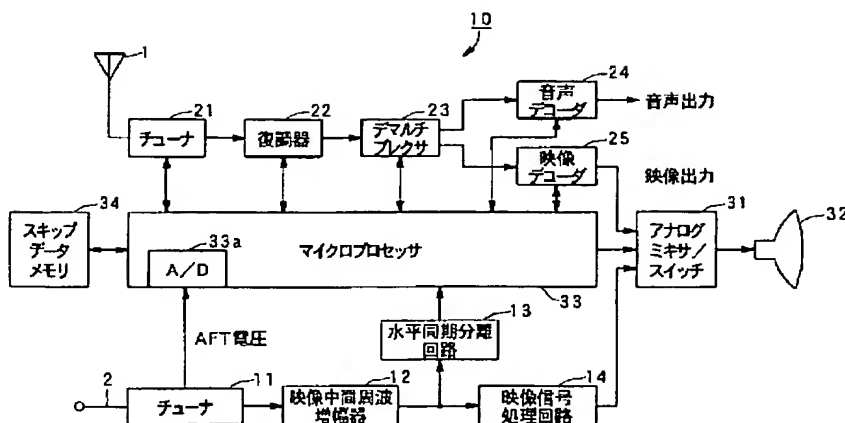 10
1
21
22
23
24
チューナ
復調器
デマルチ
プレクサ
音声
デコーダ
音声出力
25
映像
デコーダ
映像出力
34
スキップ
データ
メモリ
33a
A/D
マイクロプロセッサ
33
31
アナログ
ミキサ/
スイッチ
32
AFT電圧
13
水平同期分離
回路
2
11
チューナ
12
映像中間周波
増幅器
14
映像信号
処理回路